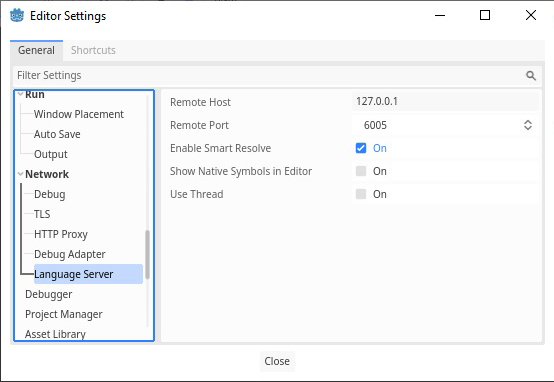 Editor Settings
General
Shortcuts
Filter Settings
Run
Window Placement
Auto Save
Output
Network
Debug
TLS
HTTP Proxy
Debug Adapter
Language Server
Debugger
Project Manager
Asset Library
Remote Host 127.0.0.1
Remote Port 6005
Enable Smart Resolve On
Show Native Symbols in Editor On
Use Thread On
Close